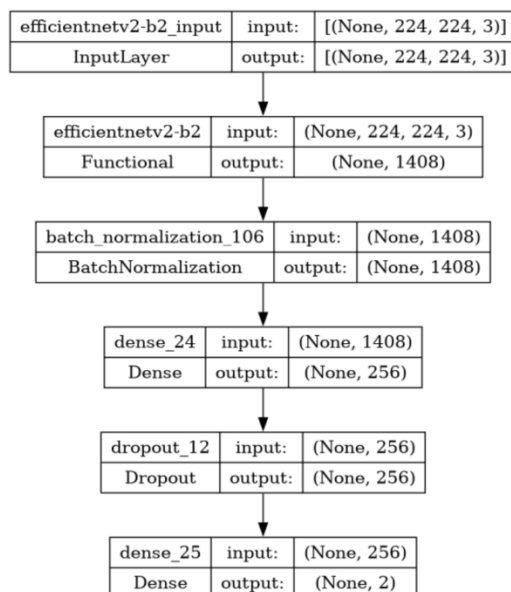 efficientnetv2-b2_input input: [(None, 224, 224, 3)]
InputLayer output: [(None, 224, 224, 3)]
efficientnetv2-b2 input: (None, 224, 224, 3)
Functional output: (None, 1408)
batch_normalization_106 input: (None, 1408)
BatchNormalization output: (None, 1408)
dense_24 input: (None, 1408)
Dense output: (None, 256)
dropout_12 input: (None, 256)
Dropout output: (None, 256)
dense_25 input: (None, 256)
Dense output: (None, 2)